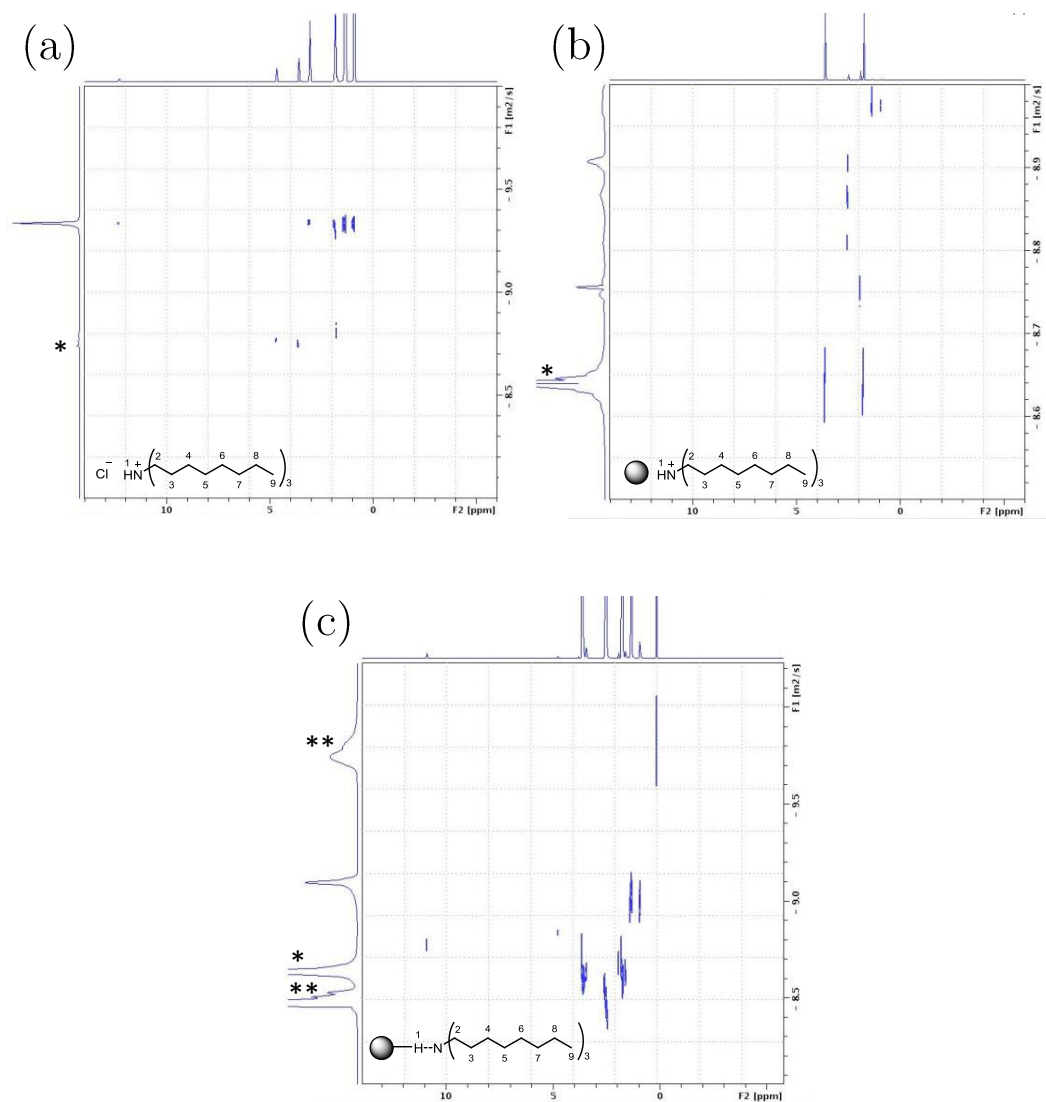 (a)
F1 [m2/s]
- 9.5
- 9.0
- 8.5
*
Cl⁻ HN⁺ 1 2 3 4 5 6 7 8 9 )3
10 5 0 F2 [ppm]
(b)
F1 [m2/s]
- 8.9
- 8.8
- 8.7
- 8.6
*
HN⁺ 1 2 3 4 5 6 7 8 9 )3
10 5 0 F2 [ppm]
(c)
F1 [m2/s]
- 9.5
- 9.0
- 8.5
**
*
**
H--N 1 2 3 4 5 6 7 8 9 )3
10 5 0 F2 [ppm]